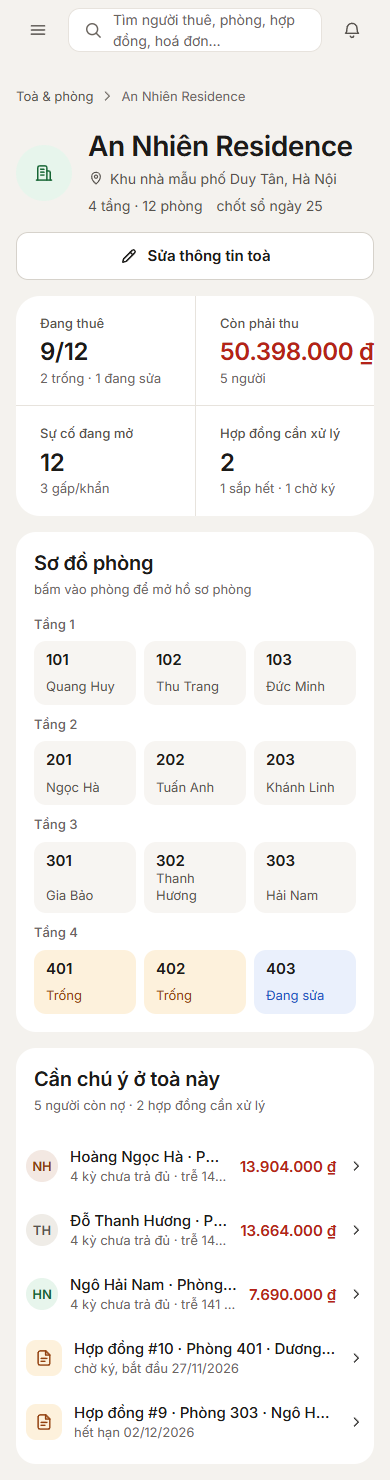 Tìm người thuê, phòng, hợp
đồng, hoá đơn...
Toà & phòng > An Nhiên Residence
An Nhiên Residence
Khu nhà mẫu phố Duy Tân, Hà Nội
4 tầng · 12 phòng chốt sổ ngày 25
Sửa thông tin toà
Đang thuê
9/12
2 trống · 1 đang sửa
Còn phải thu
50.398.000 ₫
5 người
Sự cố đang mở
12
3 gấp/khẩn
Hợp đồng cần xử lý
2
1 sắp hết · 1 chờ ký
Sơ đồ phòng
bấm vào phòng để mở hồ sơ phòng
Tầng 1
101
Quang Huy
102
Thu Trang
103
Đức Minh
Tầng 2
201
Ngọc Hà
202
Tuấn Anh
203
Khánh Linh
Tầng 3
301
Gia Bảo
302
Thanh
Hương
303
Hải Nam
Tầng 4
401
Trống
402
Trống
403
Đang sửa
Cần chú ý ở toà này
5 người còn nợ · 2 hợp đồng cần xử lý
NH
Hoàng Ngọc Hà · P...
4 kỳ chưa trả đủ · trễ 14...
13.904.000 ₫
TH
Đỗ Thanh Hương · P...
4 kỳ chưa trả đủ · trễ 14...
13.664.000 ₫
HN
Ngô Hải Nam · Phòng...
4 kỳ chưa trả đủ · trễ 141 ...
7.690.000 ₫
Hợp đồng #10 · Phòng 401 · Dương...
chờ ký, bắt đầu 27/11/2026
Hợp đồng #9 · Phòng 303 · Ngô H...
hết hạn 02/12/2026